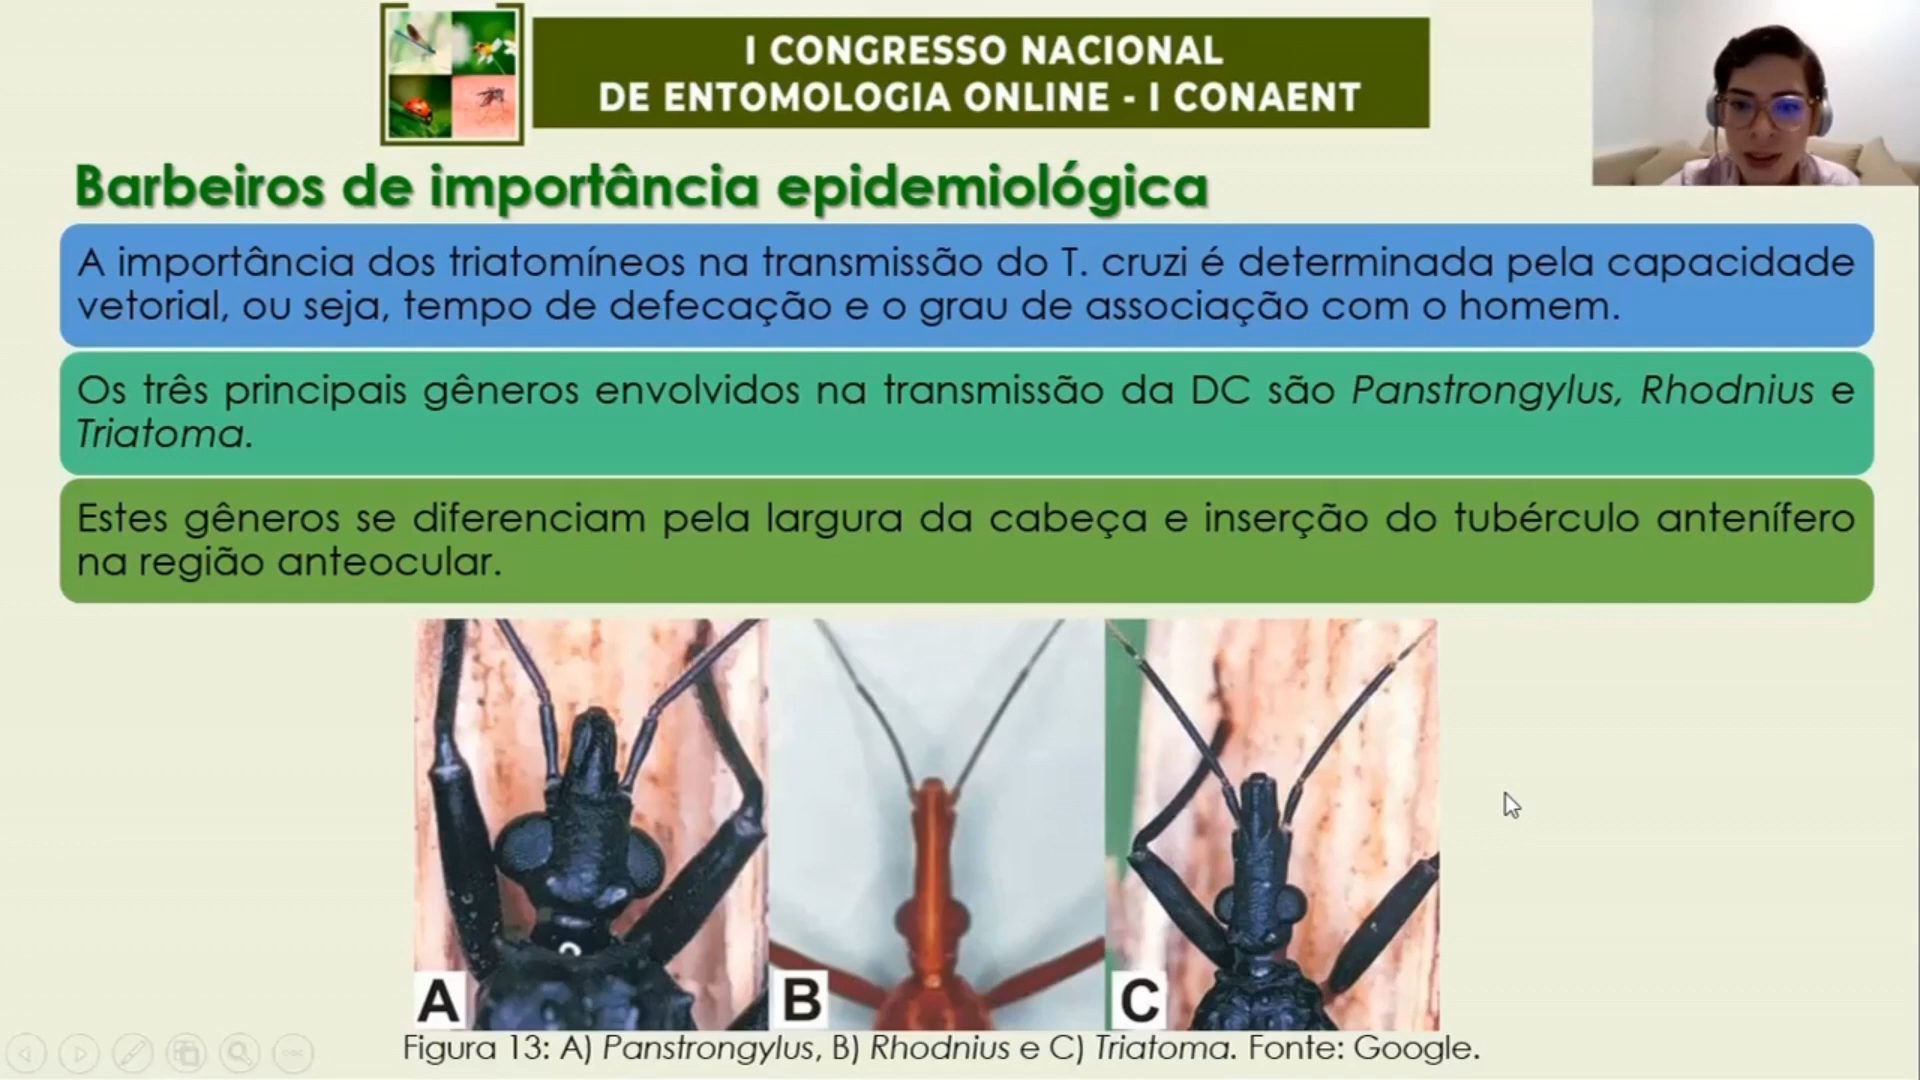 I CONGRESSO NACIONAL
DE ENTOMOLOGIA ONLINE - I CONAENT
Barbeiros de importância epidemiológica
A importância dos triatomíneos na transmissão do T. cruzi é determinada pela capacidade
vetorial, ou seja, tempo de defecação e o grau de associação com o homem.
Os três principais gêneros envolvidos na transmissão da DC são Panstrongylus, Rhodnius e
Triatoma.
Estes gêneros se diferenciam pela largura da cabeça e inserção do tubérculo antenífero
na região anteocular.
A
B
C
Figura 13: A) Panstrongylus, B) Rhodnius e C) Triatoma. Fonte: Google.